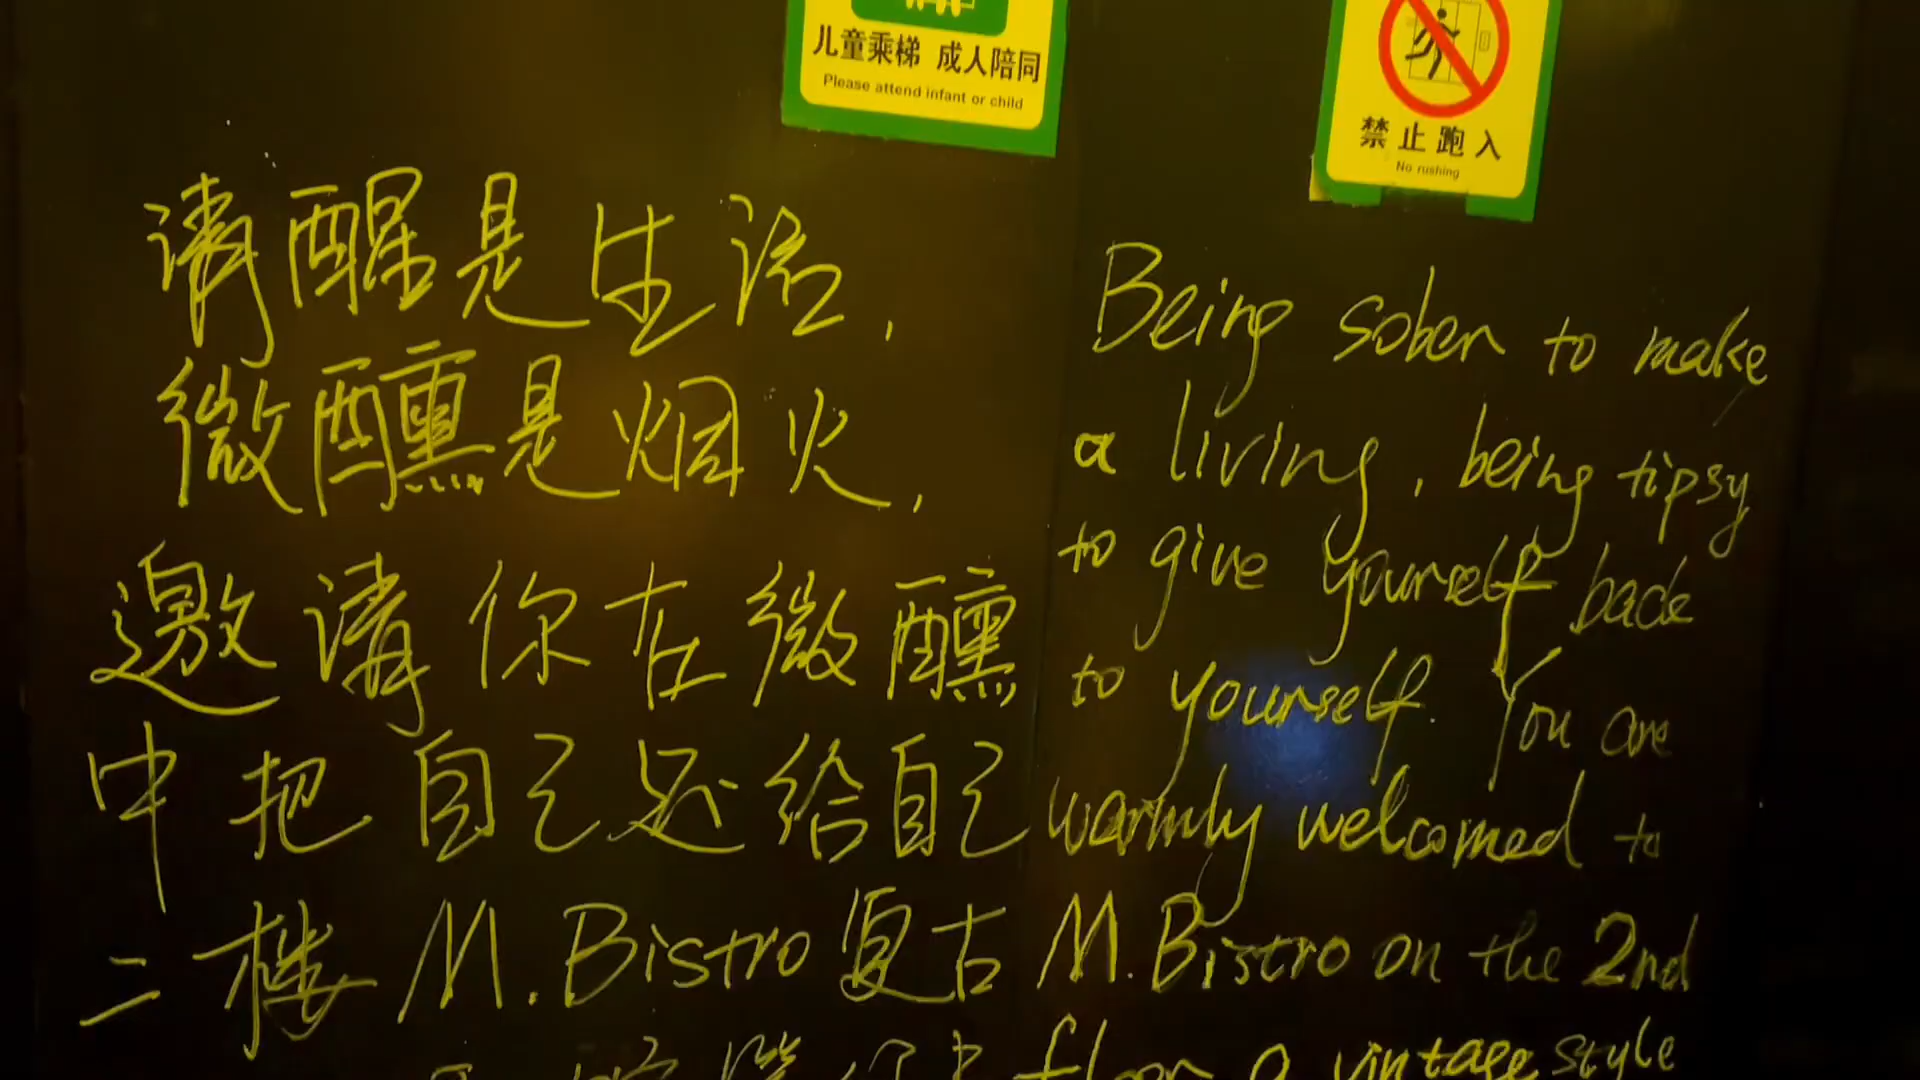 儿童乘梯 成人陪同
Please attend infant or child
禁止跑入
No rushing
请醒是生活,
微醺是烟火,
邀请你在微醺
中把自己还给自己
二楼 M.Bistro 复古
Being sober to make
a living, being tipsy
to give yourself back
to yourself. You are
warmly welcomed to
M.Bistro on the 2nd
floor a vintage style